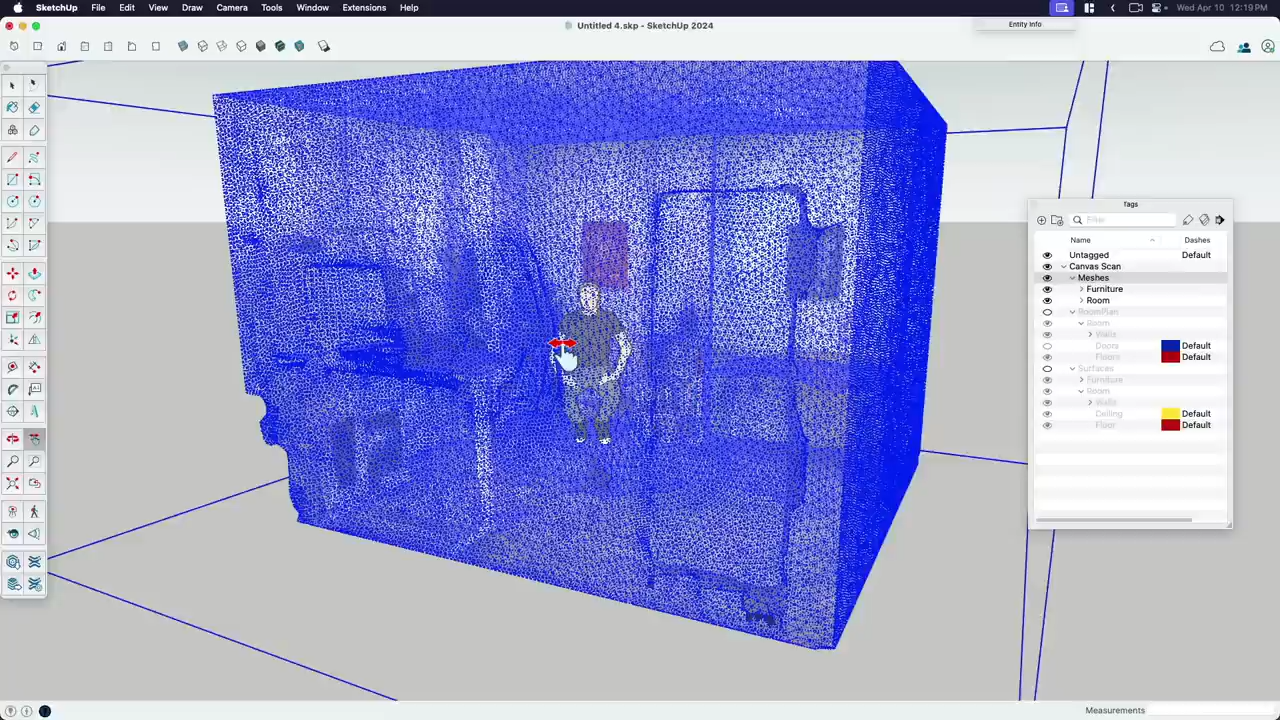 SketchUp File Edit View Draw Camera Tools Window Extensions Help Wed Apr 10 12:19 PM
Untitled 4.skp - SketchUp 2024
Entity Info
Tags
Filter
Name Dashes
Untagged Default
Canvas Scan
Meshes
Furniture
Room
RoomPlan
Room
Walls
Doors Default
Floors Default
Surfaces
Furniture
Room
Walls
Ceiling Default
Floor Default
Measurements